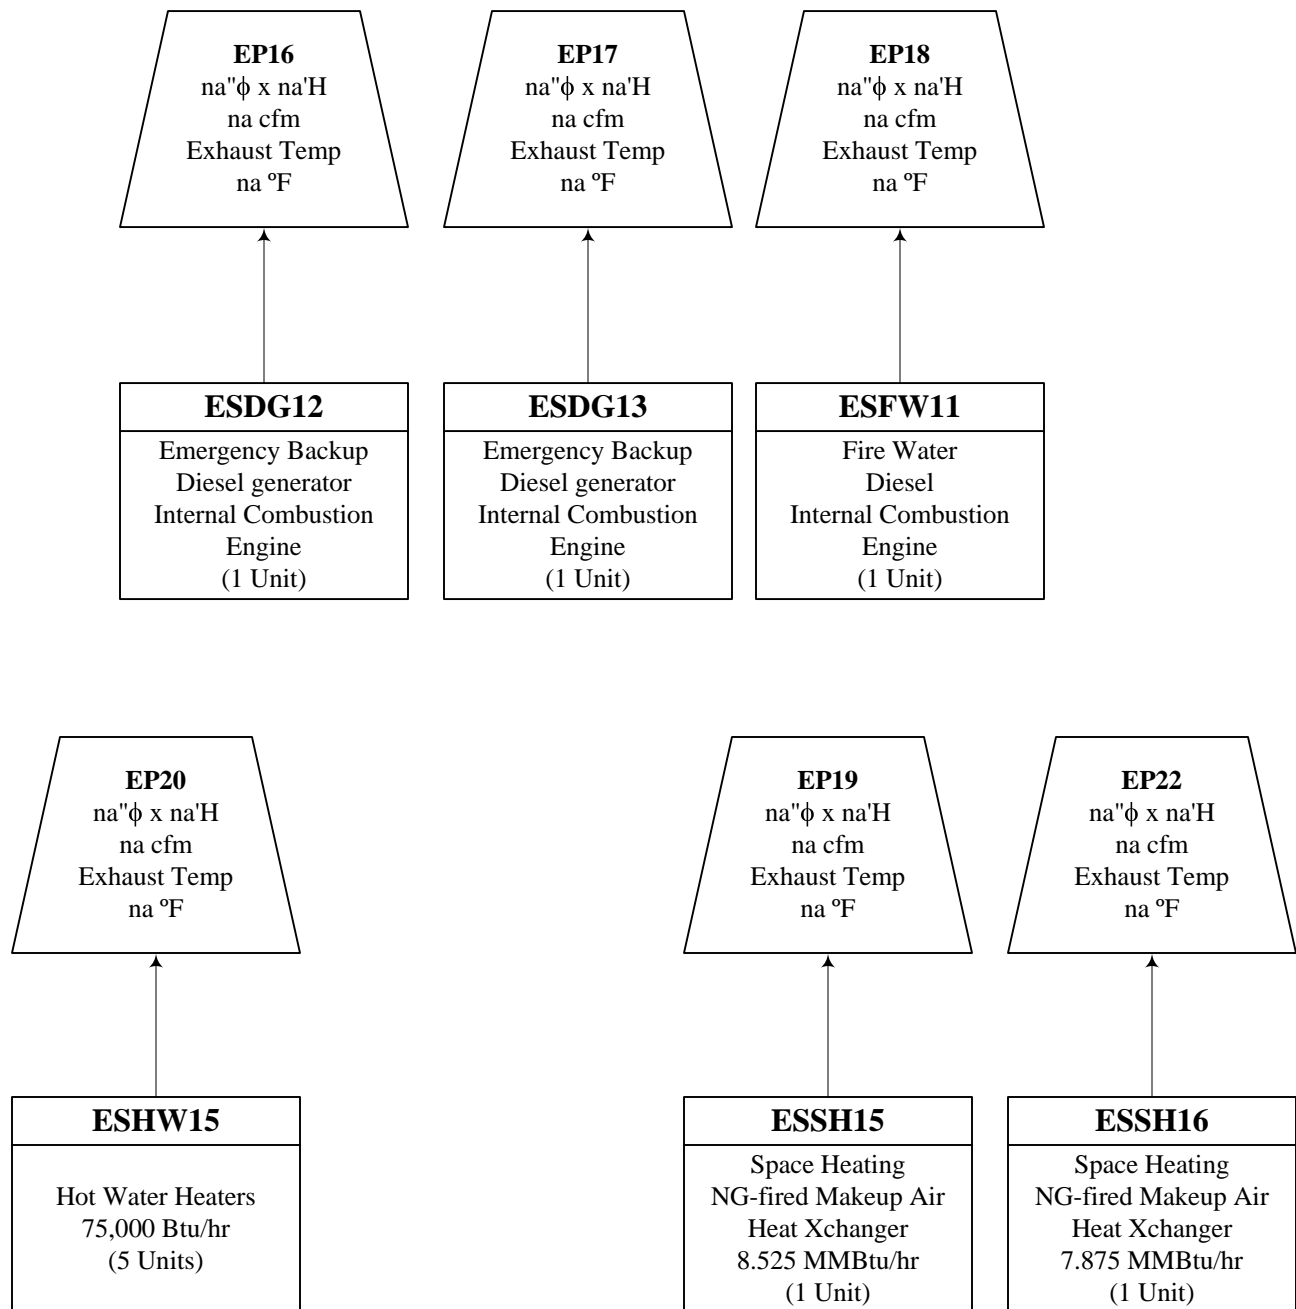 EP16
na"ϕ x na'H
na cfm
Exhaust Temp
na ºF
EP17
na"ϕ x na'H
na cfm
Exhaust Temp
na ºF
EP18
na"ϕ x na'H
na cfm
Exhaust Temp
na ºF
ESDG12
Emergency Backup
Diesel generator
Internal Combustion
Engine
(1 Unit)
ESDG13
Emergency Backup
Diesel generator
Internal Combustion
Engine
(1 Unit)
ESFW11
Fire Water
Diesel
Internal Combustion
Engine
(1 Unit)
EP20
na"ϕ x na'H
na cfm
Exhaust Temp
na ºF
EP19
na"ϕ x na'H
na cfm
Exhaust Temp
na ºF
EP22
na"ϕ x na'H
na cfm
Exhaust Temp
na ºF
ESHW15
Hot Water Heaters
75,000 Btu/hr
(5 Units)
ESSH15
Space Heating
NG-fired Makeup Air
Heat Xchanger
8.525 MMBtu/hr
(1 Unit)
ESSH16
Space Heating
NG-fired Makeup Air
Heat Xchanger
7.875 MMBtu/hr
(1 Unit)